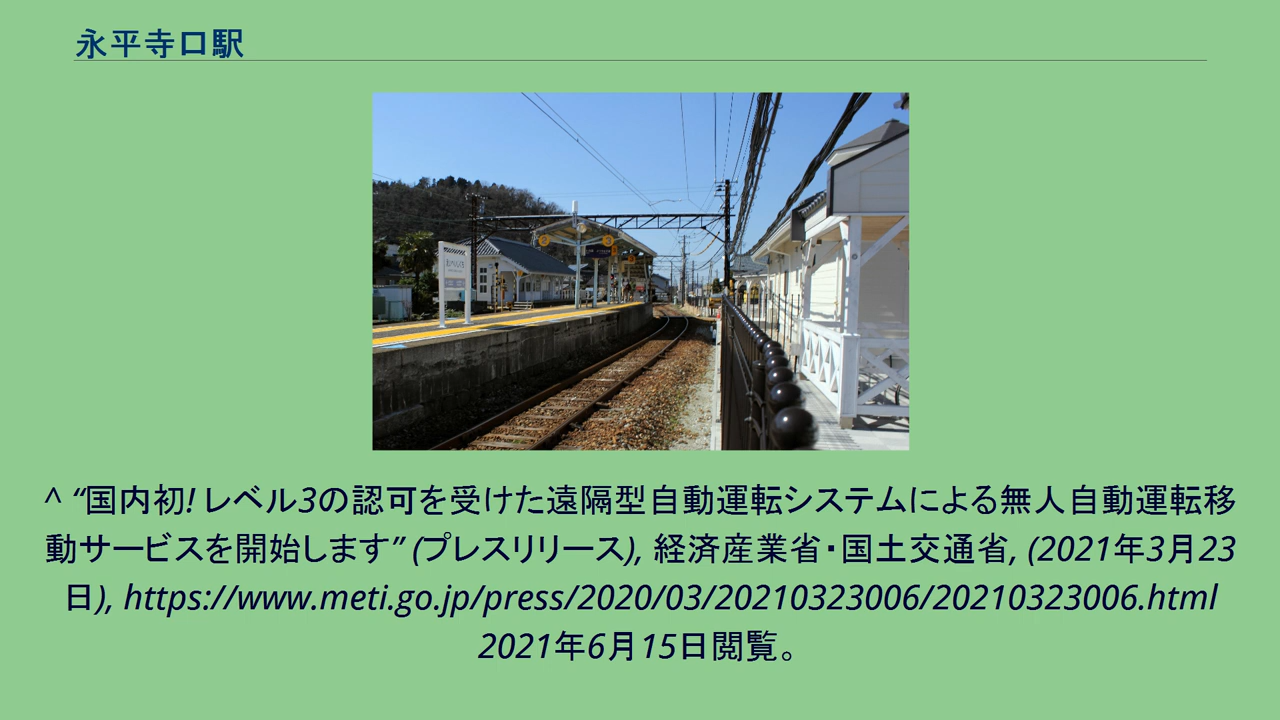 永平寺口駅
2
3
^ “国内初! レベル3の認可を受けた遠隔型自動運転システムによる無人自動運転移
動サービスを開始します” (プレスリリース), 経済産業省・国土交通省, (2021年3月23
日), https://www.meti.go.jp/press/2020/03/20210323006/20210323006.html
2021年6月15日閲覧。